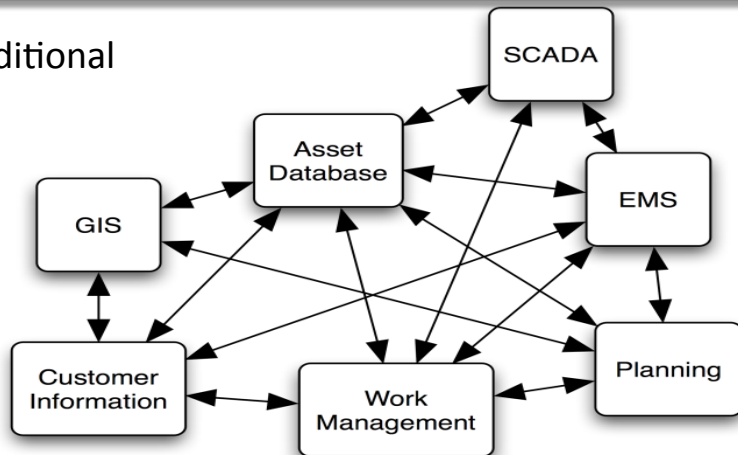 ditional
SCADA
Asset
Database
EMS
GIS
Planning
Customer
Information
Work
Management